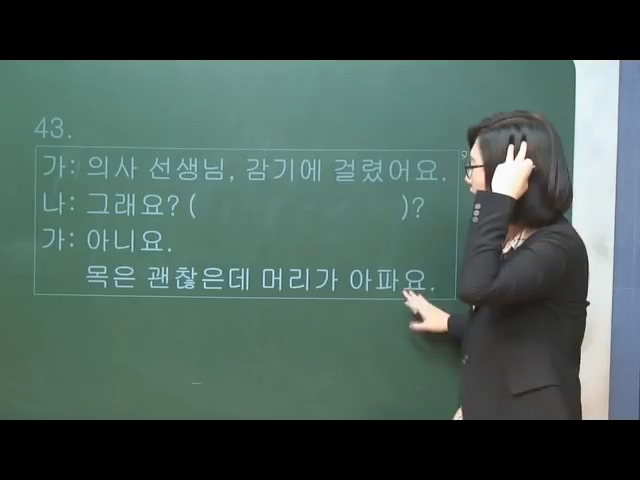 43.
가: 의사 선생님, 감기에 걸렸어요.
나: 그래요? ( )?
가: 아니요.
목은 괜찮은데 머리가 아파요.